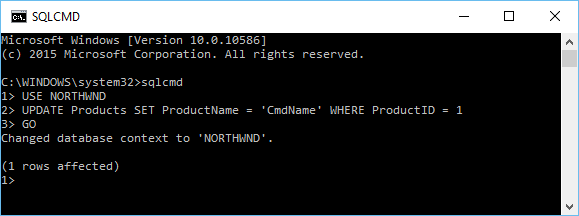 SQLCMD
Microsoft Windows [Version 10.0.10586]
(c) 2015 Microsoft Corporation. All rights reserved.
C:\WINDOWS\system32>sqlcmd
1> USE NORTHWND
2> UPDATE Products SET ProductName = 'CmdName' WHERE ProductID = 1
3> GO
Changed database context to 'NORTHWND'.
(1 rows affected)
1>